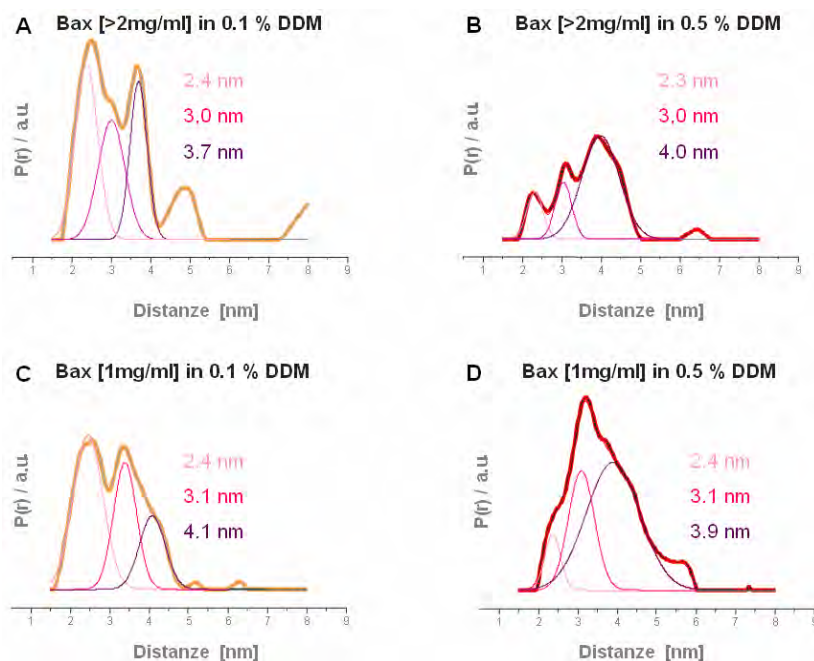 A Bax [>2mg/ml] in 0.1 % DDM
P(r) / a.u.
2.4 nm
3,0 nm
3.7 nm
1 2 3 4 5 6 7 8 9
Distanze [nm]
B Bax [>2mg/ml] in 0.5 % DDM
P(r) / a.u.
2.3 nm
3,0 nm
4.0 nm
1 2 3 4 5 6 7 8 9
Distanze [nm]
C Bax [1mg/ml] in 0.1 % DDM
P(r) / a.u.
2.4 nm
3.1 nm
4.1 nm
1 2 3 4 5 6 7 8 9
Distanze [nm]
D Bax [1mg/ml] in 0.5 % DDM
P(r) / a.u.
2.4 nm
3.1 nm
3.9 nm
1 2 3 4 5 6 7 8 9
Distanze [nm]